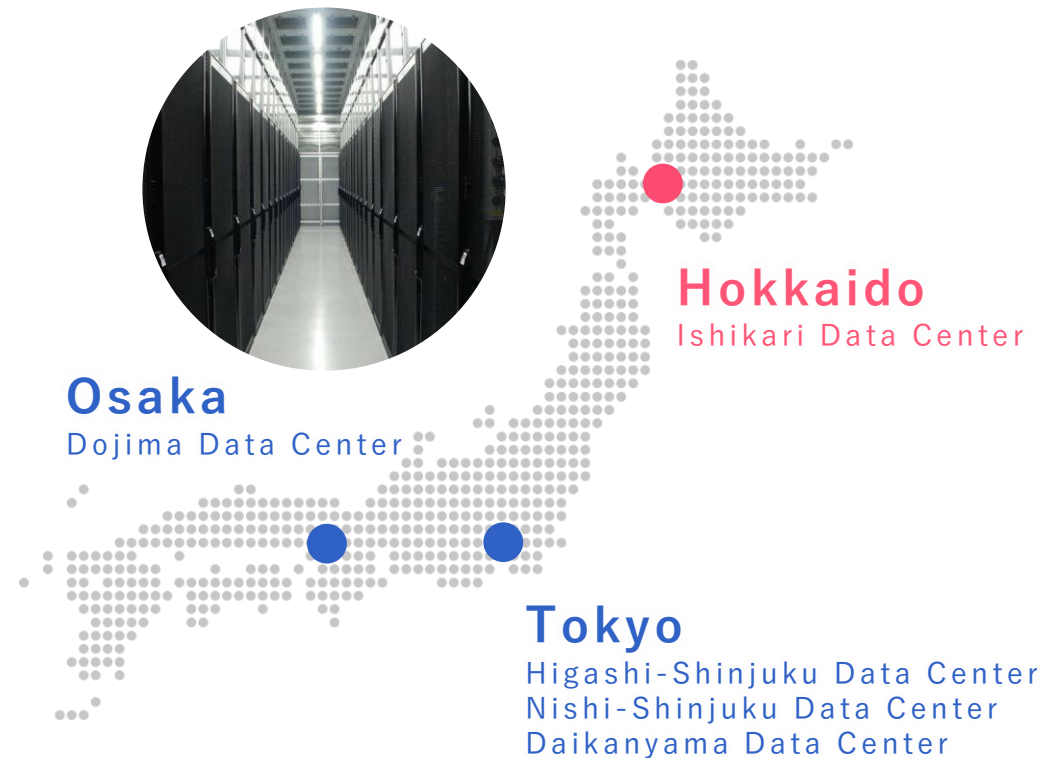 Hokkaido
Ishikari Data Center
Osaka
Dojima Data Center
Tokyo
Higashi-Shinjuku Data Center
Nishi-Shinjuku Data Center
Daikanyama Data Center